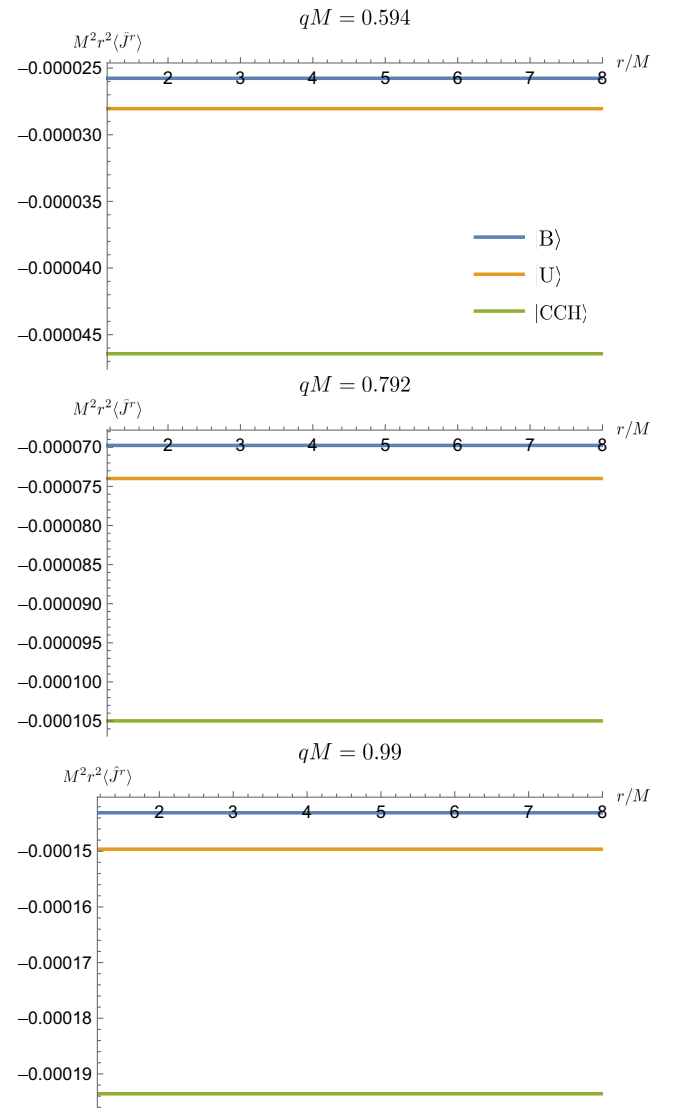 qM = 0.594
M²r²⟨Ĵʳ⟩
r/M
−0.000025
2 3 4 5 6 7 8
−0.000030
−0.000035
|B⟩
−0.000040
|U⟩
|CCH⟩
−0.000045
qM = 0.792
M²r²⟨Ĵʳ⟩
r/M
−0.000070
2 3 4 5 6 7 8
−0.000075
−0.000080
−0.000085
−0.000090
−0.000095
−0.000100
−0.000105
qM = 0.99
M²r²⟨Ĵʳ⟩
r/M
2 3 4 5 6 7 8
−0.00015
−0.00016
−0.00017
−0.00018
−0.00019